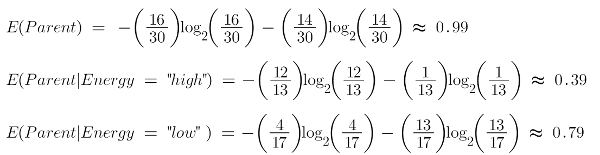 E(Parent) = −(16/30)log₂(16/30) − (14/30)log₂(14/30) ≈ 0.99
E(Parent|Energy = "high") = −(12/13)log₂(12/13) − (1/13)log₂(1/13) ≈ 0.39
E(Parent|Energy = "low" ) = −(4/17)log₂(4/17) − (13/17)log₂(13/17) ≈ 0.79